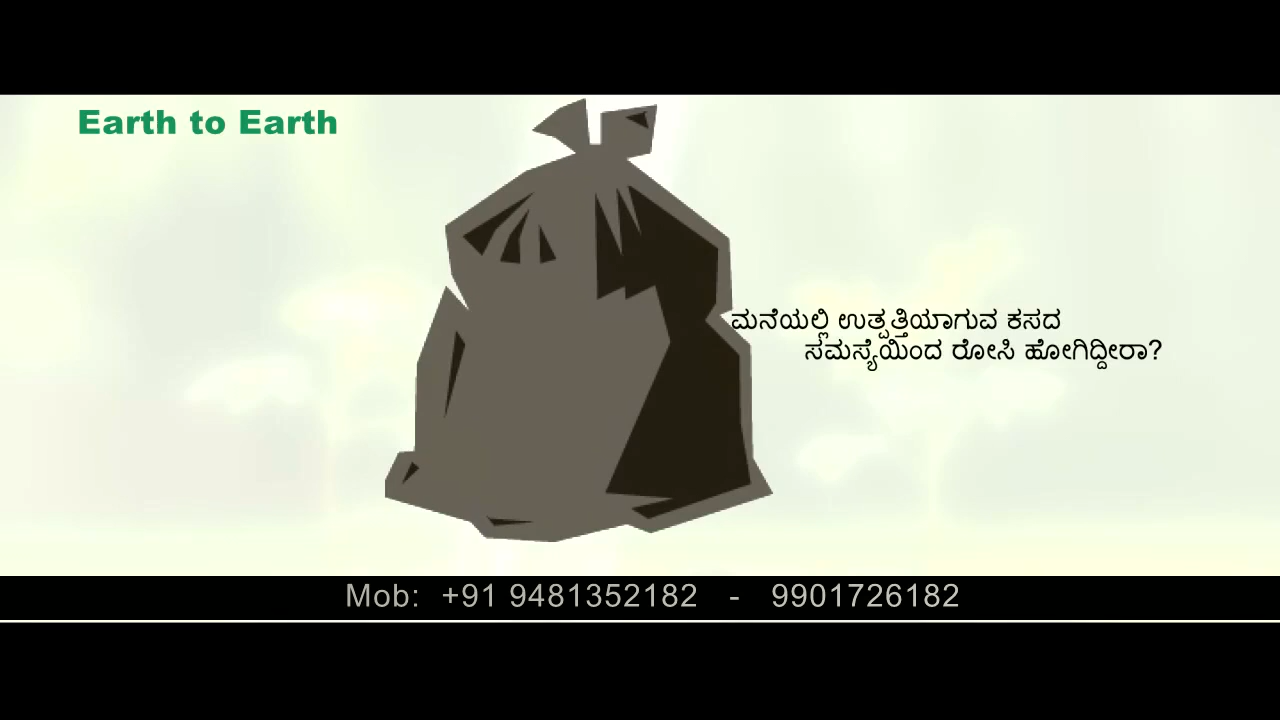 Earth to Earth
ಮನೆಯಲ್ಲಿ ಉತ್ಪತ್ತಿಯಾಗುವ ಕಸದ
ಸಮಸ್ಯೆಯಿಂದ ರೋಸಿ ಹೋಗಿದ್ದೀರಾ?
Mob: +91 9481352182 - 9901726182